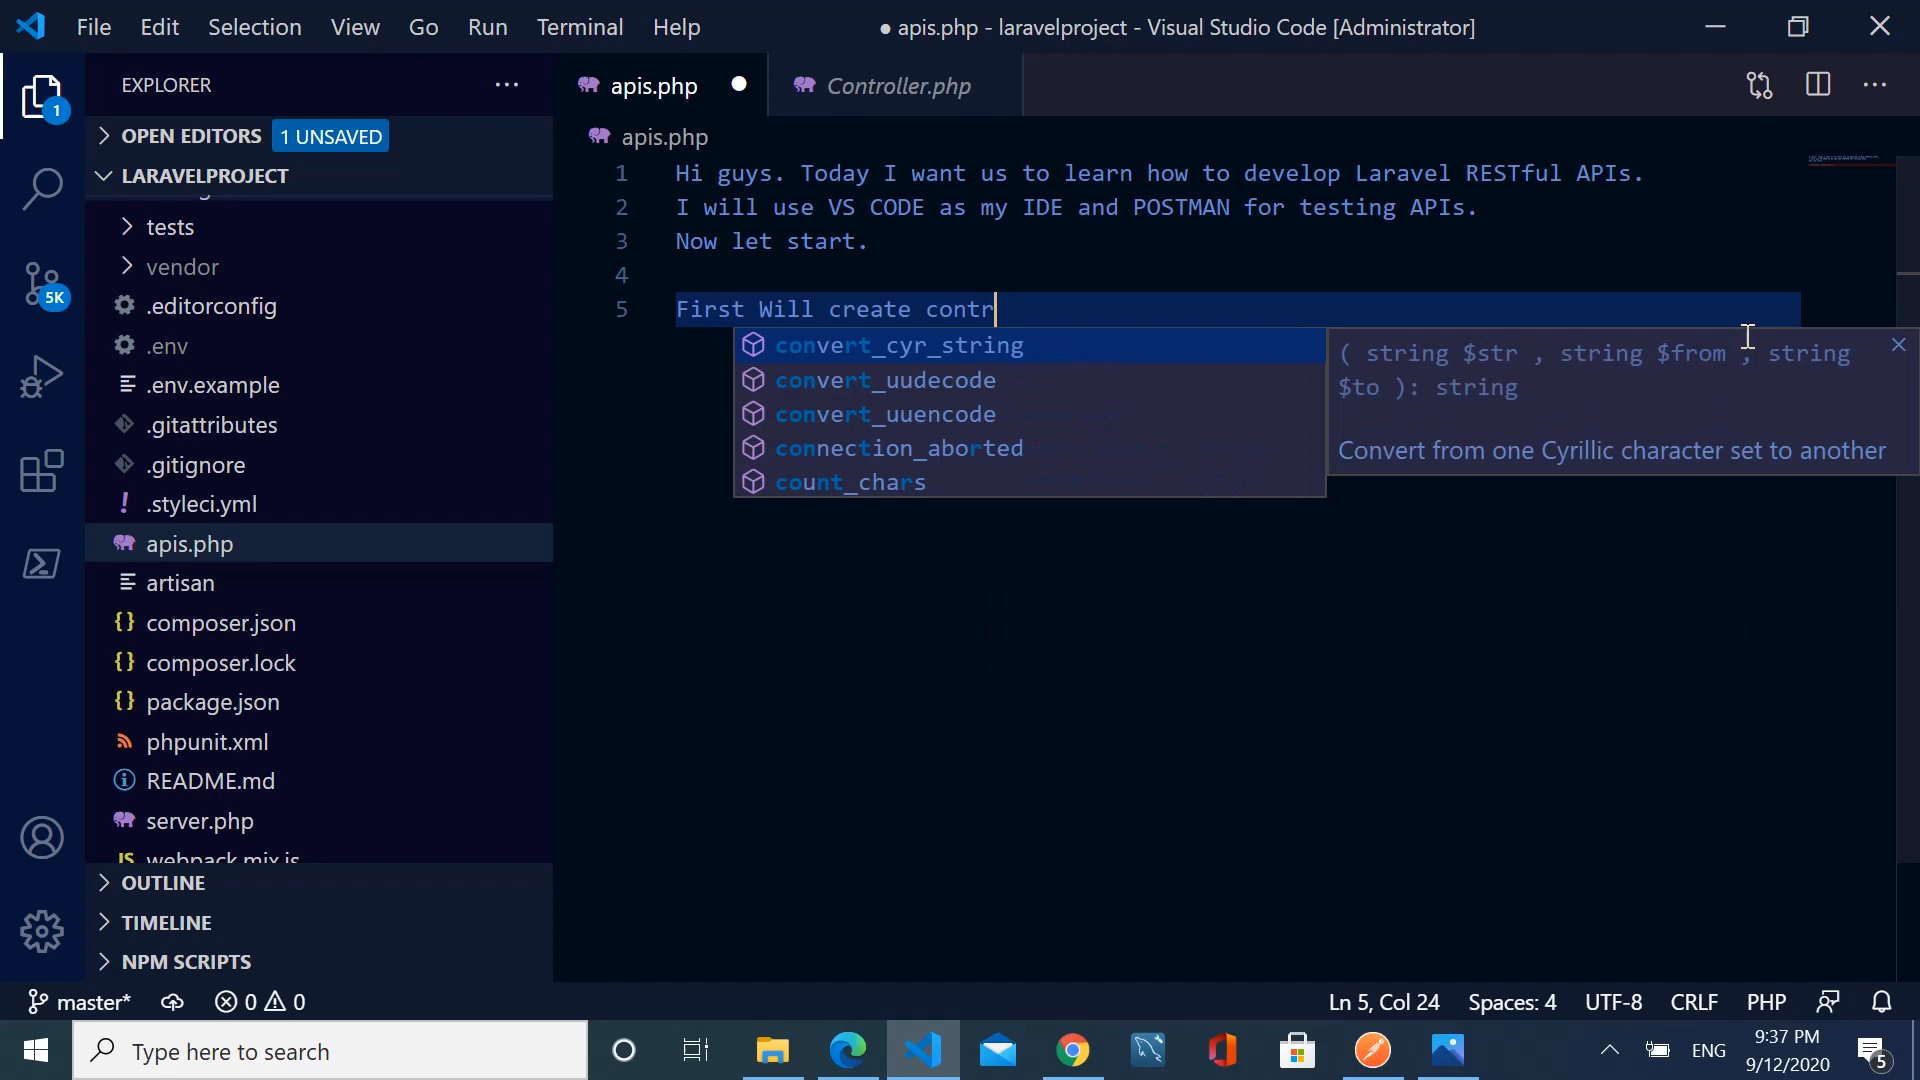 File Edit Selection View Go Run Terminal Help
● apis.php - laravelproject - Visual Studio Code [Administrator]
EXPLORER
1
OPEN EDITORS 1 UNSAVED
LARAVELPROJECT
tests
vendor
.editorconfig
.env
.env.example
.gitattributes
.gitignore
.styleci.yml
apis.php
artisan
composer.json
composer.lock
package.json
phpunit.xml
README.md
server.php
webpack.mix.js
OUTLINE
TIMELINE
NPM SCRIPTS
5K
apis.php
Controller.php
apis.php
1 Hi guys. Today I want us to learn how to develop Laravel RESTful APIs.
2 I will use VS CODE as my IDE and POSTMAN for testing APIs.
3 Now let start.
4
5 First Will create contr
convert_cyr_string
convert_uudecode
convert_uuencode
connection_aborted
count_chars
( string $str , string $from , string
$to ): string
Convert from one Cyrillic character set to another
master* 0 0
Ln 5, Col 24 Spaces: 4 UTF-8 CRLF PHP
Type here to search
ENG
9:37 PM
9/12/2020
5